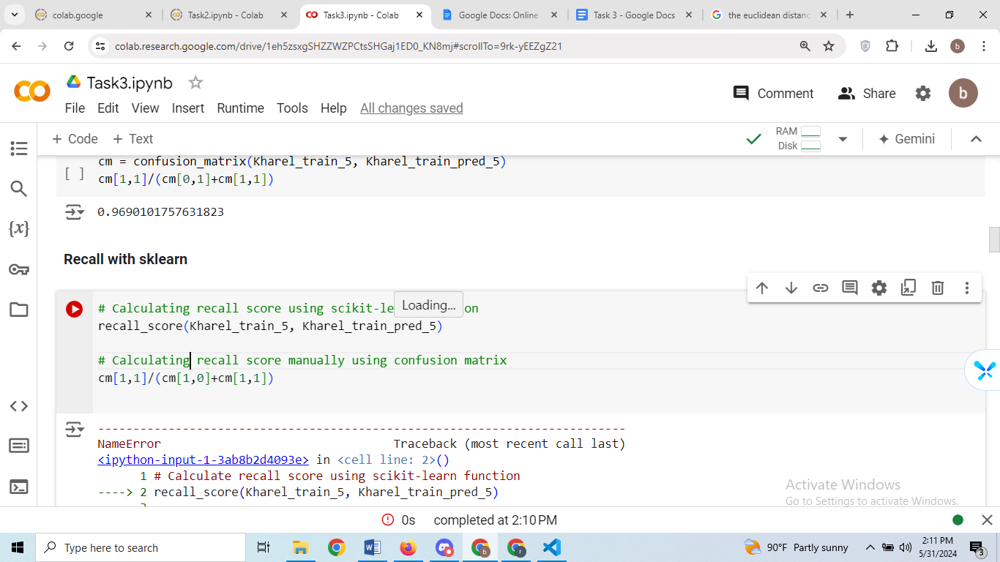 colab.google
Task2.ipynb - Colab
Task3.ipynb - Colab
Google Docs: Online
Task 3 - Google Docs
the euclidean distanc
colab.research.google.com/drive/1eh5zsxgSHZZWZPCtsSHGaj1ED0_KN8mj#scrollTo=9rk-yEEZgZ21
b
CO
Task3.ipynb
Comment
Share
b
File Edit View Insert Runtime Tools Help All changes saved
+ Code + Text
RAM
Disk
Gemini
cm = confusion_matrix(Kharel_train_5, Kharel_train_pred_5)
[ ] cm[1,1]/(cm[0,1]+cm[1,1])
0.9690101757631823
Recall with sklearn
# Calculating recall score using scikit-le
Loading...
on
recall_score(Kharel_train_5, Kharel_train_pred_5)
# Calculating recall score manually using confusion matrix
cm[1,1]/(cm[1,0]+cm[1,1])
---------------------------------------------------------------------------
NameError Traceback (most recent call last)
<ipython-input-1-3ab8b2d4093e> in <cell line: 2>()
1 # Calculate recall score using scikit-learn function
----> 2 recall_score(Kharel_train_5, Kharel_train_pred_5)
Activate Windows
Go to Settings to activate Windows.
0s completed at 2:10 PM
Type here to search
90°F Partly sunny
2:11 PM
5/31/2024
3